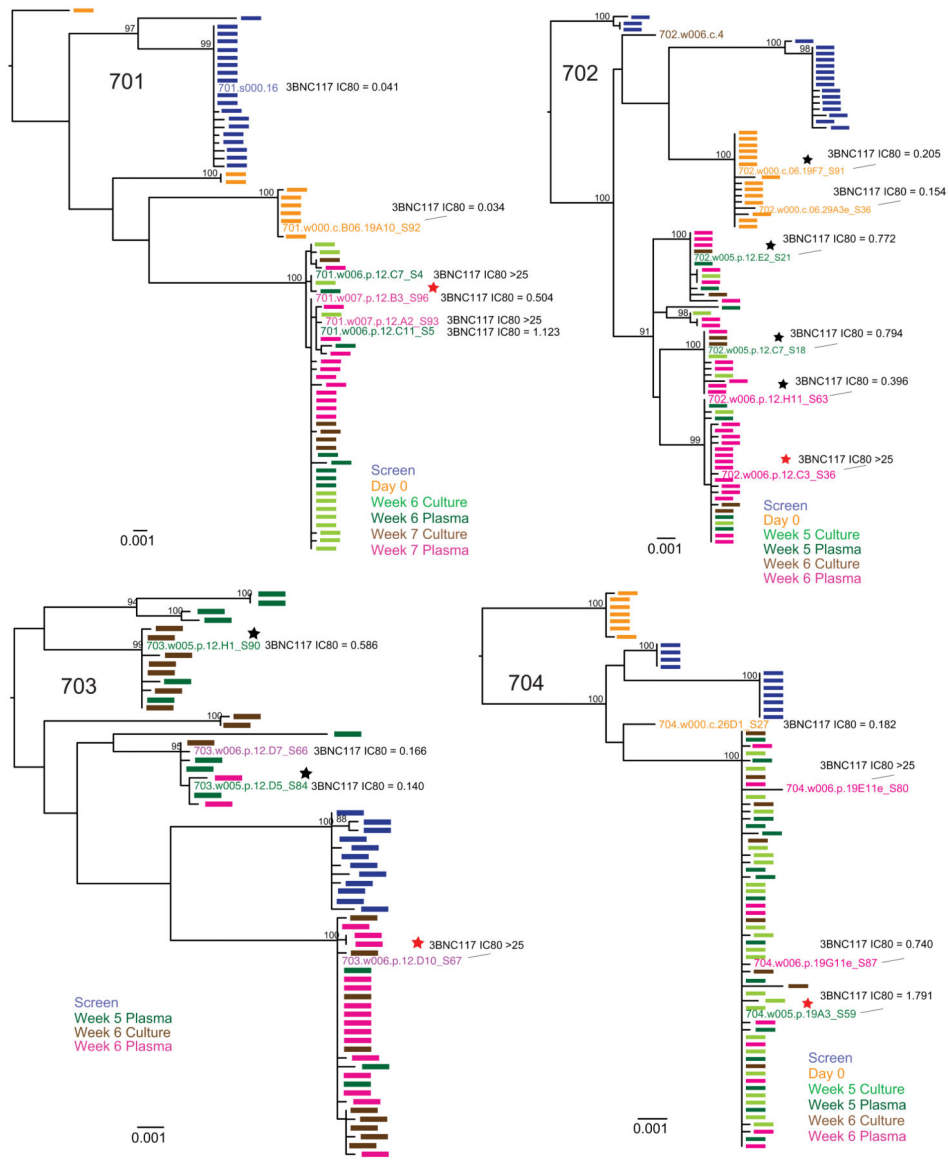 97
99
701
701.s000.16 3BNC117 IC80 = 0.041
100
100
3BNC117 IC80 = 0.034
701.w000.c.B06.19A10_S92
100
701.w006.p.12.C7_S4 3BNC117 IC80 >25
701.w007.p.12.B3_S96 3BNC117 IC80 = 0.504
701.w007.p.12.A2_S93 3BNC117 IC80 >25
701.w006.p.12.C11_S5 3BNC117 IC80 = 1.123
Screen
Day 0
Week 6 Culture
Week 6 Plasma
Week 7 Culture
Week 7 Plasma
0.001
100
702.w006.c.4
702
100
98
100
3BNC117 IC80 = 0.205
702.w000.c.06.19F7_S91
3BNC117 IC80 = 0.154
702.w000.c.06.29A3e_S36
100
100
3BNC117 IC80 = 0.772
702.w005.p.12.E2_S21
98
91
100
3BNC117 IC80 = 0.794
702.w005.p.12.C7_S18
3BNC117 IC80 = 0.396
702.w006.p.12.H11_S63
99
3BNC117 IC80 >25
702.w006.p.12.C3_S36
Screen
Day 0
Week 5 Culture
Week 5 Plasma
Week 6 Culture
Week 6 Plasma
0.001
94
100
100
99
703.w005.p.12.H1_S90 3BNC117 IC80 = 0.586
703
100
95
703.w006.p.12.D7_S66 3BNC117 IC80 = 0.166
703.w005.p.12.D5_S84 3BNC117 IC80 = 0.140
100
88
100
3BNC117 IC80 >25
703.w006.p.12.D10_S67
Screen
Week 5 Plasma
Week 6 Culture
Week 6 Plasma
0.001
100
100
704
100
100
704.w000.c.26D1_S27 3BNC117 IC80 = 0.182
100
3BNC117 IC80 >25
704.w006.p.19E11e_S80
3BNC117 IC80 = 0.740
704.w006.p.19G11e_S87
3BNC117 IC80 = 1.791
704.w005.p.19A3_S59
Screen
Day 0
Week 5 Culture
Week 5 Plasma
Week 6 Culture
Week 6 Plasma
0.001